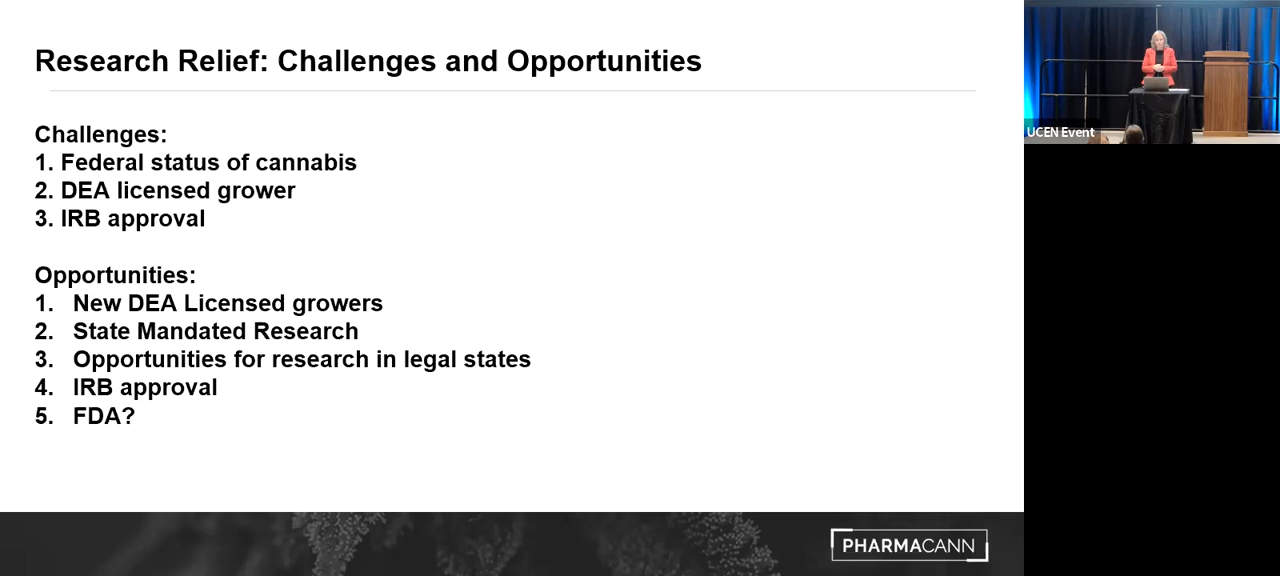 Research Relief: Challenges and Opportunities
Challenges:
1. Federal status of cannabis
2. DEA licensed grower
3. IRB approval
Opportunities:
1. New DEA Licensed growers
2. State Mandated Research
3. Opportunities for research in legal states
4. IRB approval
5. FDA?
PHARMACANN
UCEN Event